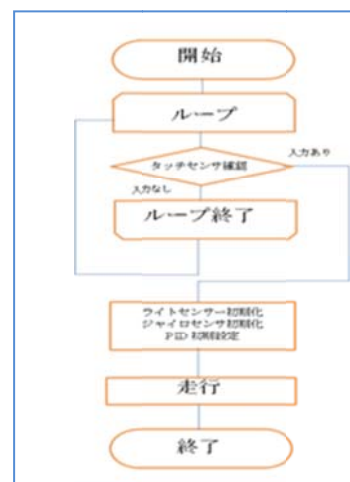 開始
ループ
タッチセンサ確認
入力あり
入力なし
ループ終了
ライトセンサー初期化
ジャイロセンサ初期化
PID 初期設定
走行
終了